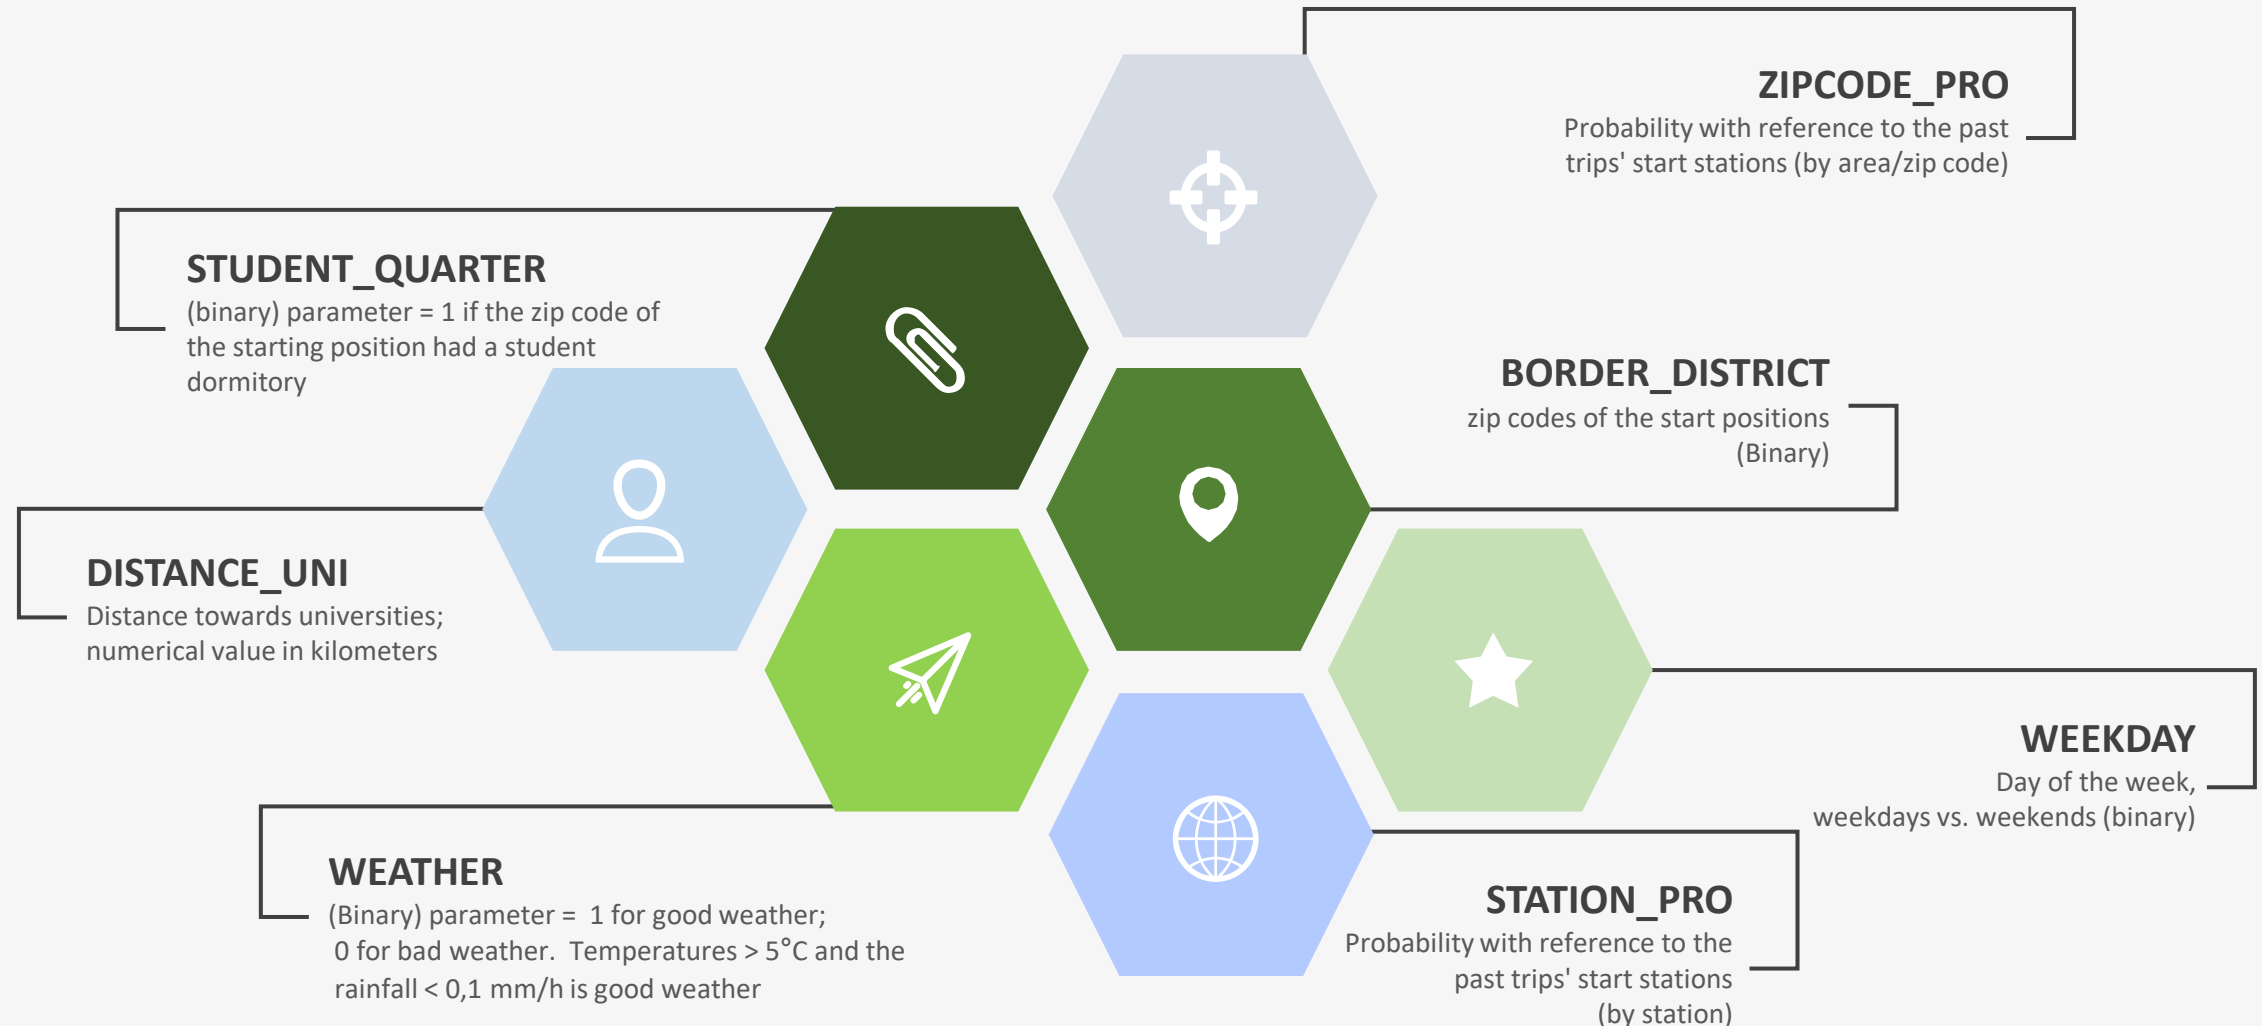 ZIPCODE_PRO
Probability with reference to the past
trips' start stations (by area/zip code)
STUDENT_QUARTER
(binary) parameter = 1 if the zip code of
the starting position had a student
dormitory
BORDER_DISTRICT
zip codes of the start positions
(Binary)
DISTANCE_UNI
Distance towards universities;
numerical value in kilometers
WEEKDAY
Day of the week,
weekdays vs. weekends (binary)
WEATHER
(Binary) parameter =  1 for good weather;
0 for bad weather.  Temperatures > 5°C and the
rainfall < 0,1 mm/h is good weather
STATION_PRO
Probability with reference to the
past trips' start stations
(by station)